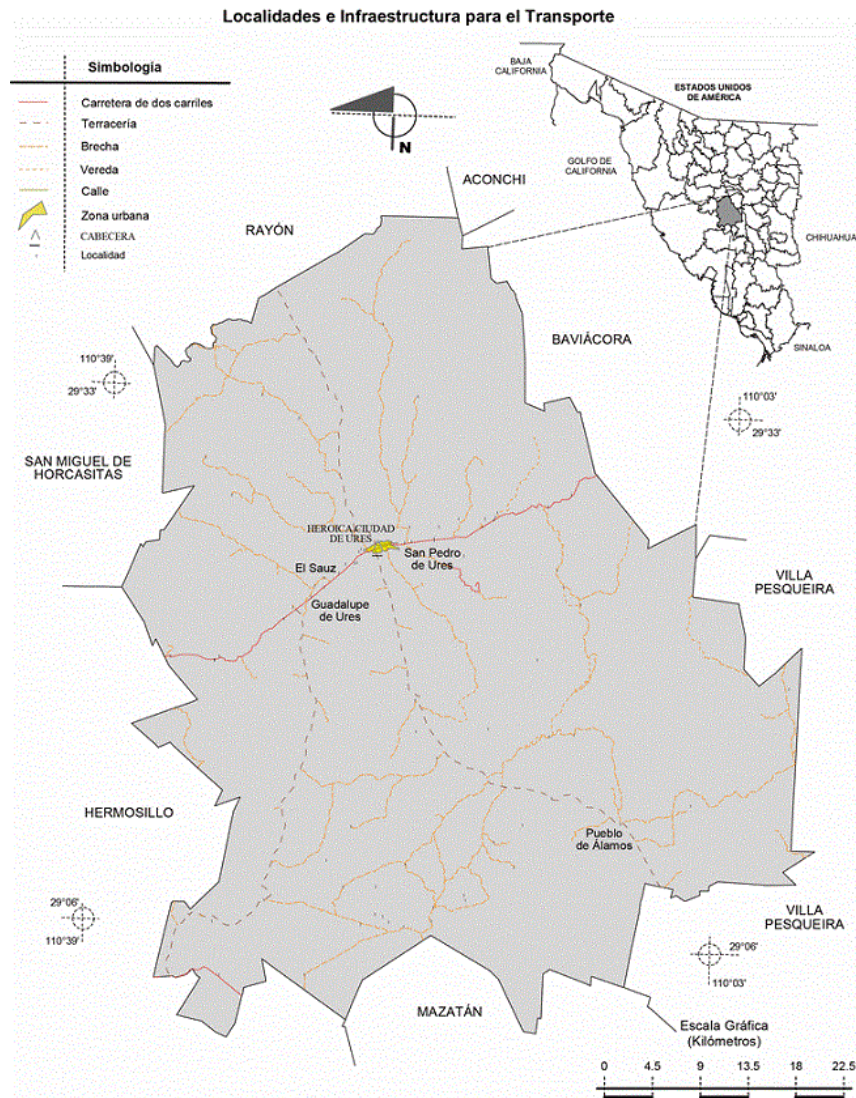 Localidades e Infraestructura para el Transporte
Simbología
Carretera de dos carriles
Terracería
Brecha
Vereda
Calle
Zona urbana
CABECERA
Localidad
N
BAJA
CALIFORNIA
ESTADOS UNIDOS
DE AMÉRICA
GOLFO DE
CALIFORNIA
CHIHUAHUA
SINALOA
ACONCHI
RAYÓN
BAVIÁCORA
110°39'
29°33'
110°03'
29°33'
SAN MIGUEL DE
HORCASITAS
HEROICA CIUDAD
DE URES
San Pedro
de Ures
El Sauz
Guadalupe
de Ures
VILLA
PESQUEIRA
HERMOSILLO
Pueblo
de Álamos
29°06'
110°39'
VILLA
PESQUEIRA
29°06'
110°03'
MAZATÁN
Escala Gráfica
(Kilómetros)
0 4.5 9 13.5 18 22.5